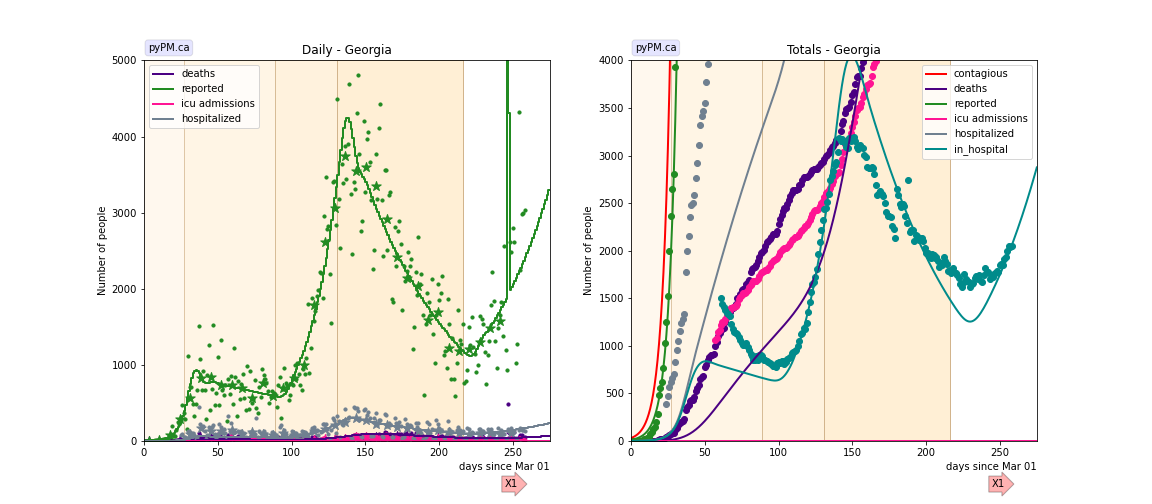 pyPM.ca
Daily - Georgia
deaths
reported
icu admissions
hospitalized
Number of people
5000
4000
3000
2000
1000
0
0
50
100
150
200
250
days since Mar 01
X1
pyPM.ca
Totals - Georgia
contagious
deaths
reported
icu admissions
hospitalized
in_hospital
Number of people
4000
3500
3000
2500
2000
1500
1000
500
0
0
50
100
150
200
250
days since Mar 01
X1